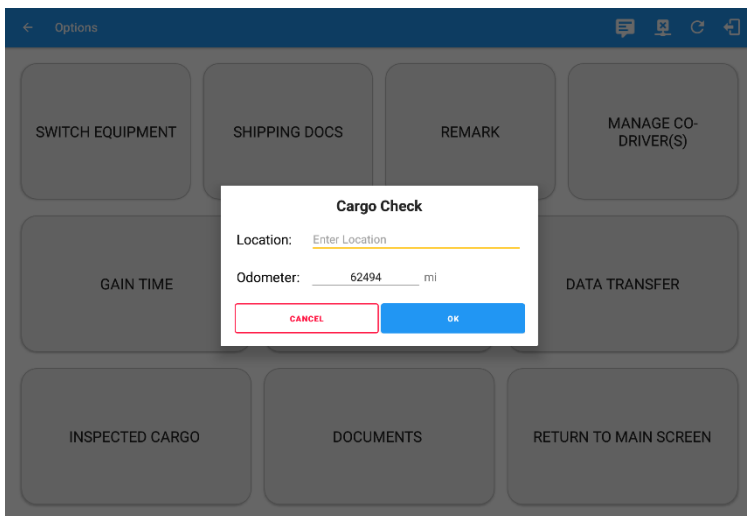 Options
SWITCH EQUIPMENT
SHIPPING DOCS
REMARK
MANAGE CO-
DRIVER(S)
Cargo Check
Location: Enter Location
Odometer: 62494 mi
CANCEL
OK
GAIN TIME
DATA TRANSFER
INSPECTED CARGO
DOCUMENTS
RETURN TO MAIN SCREEN